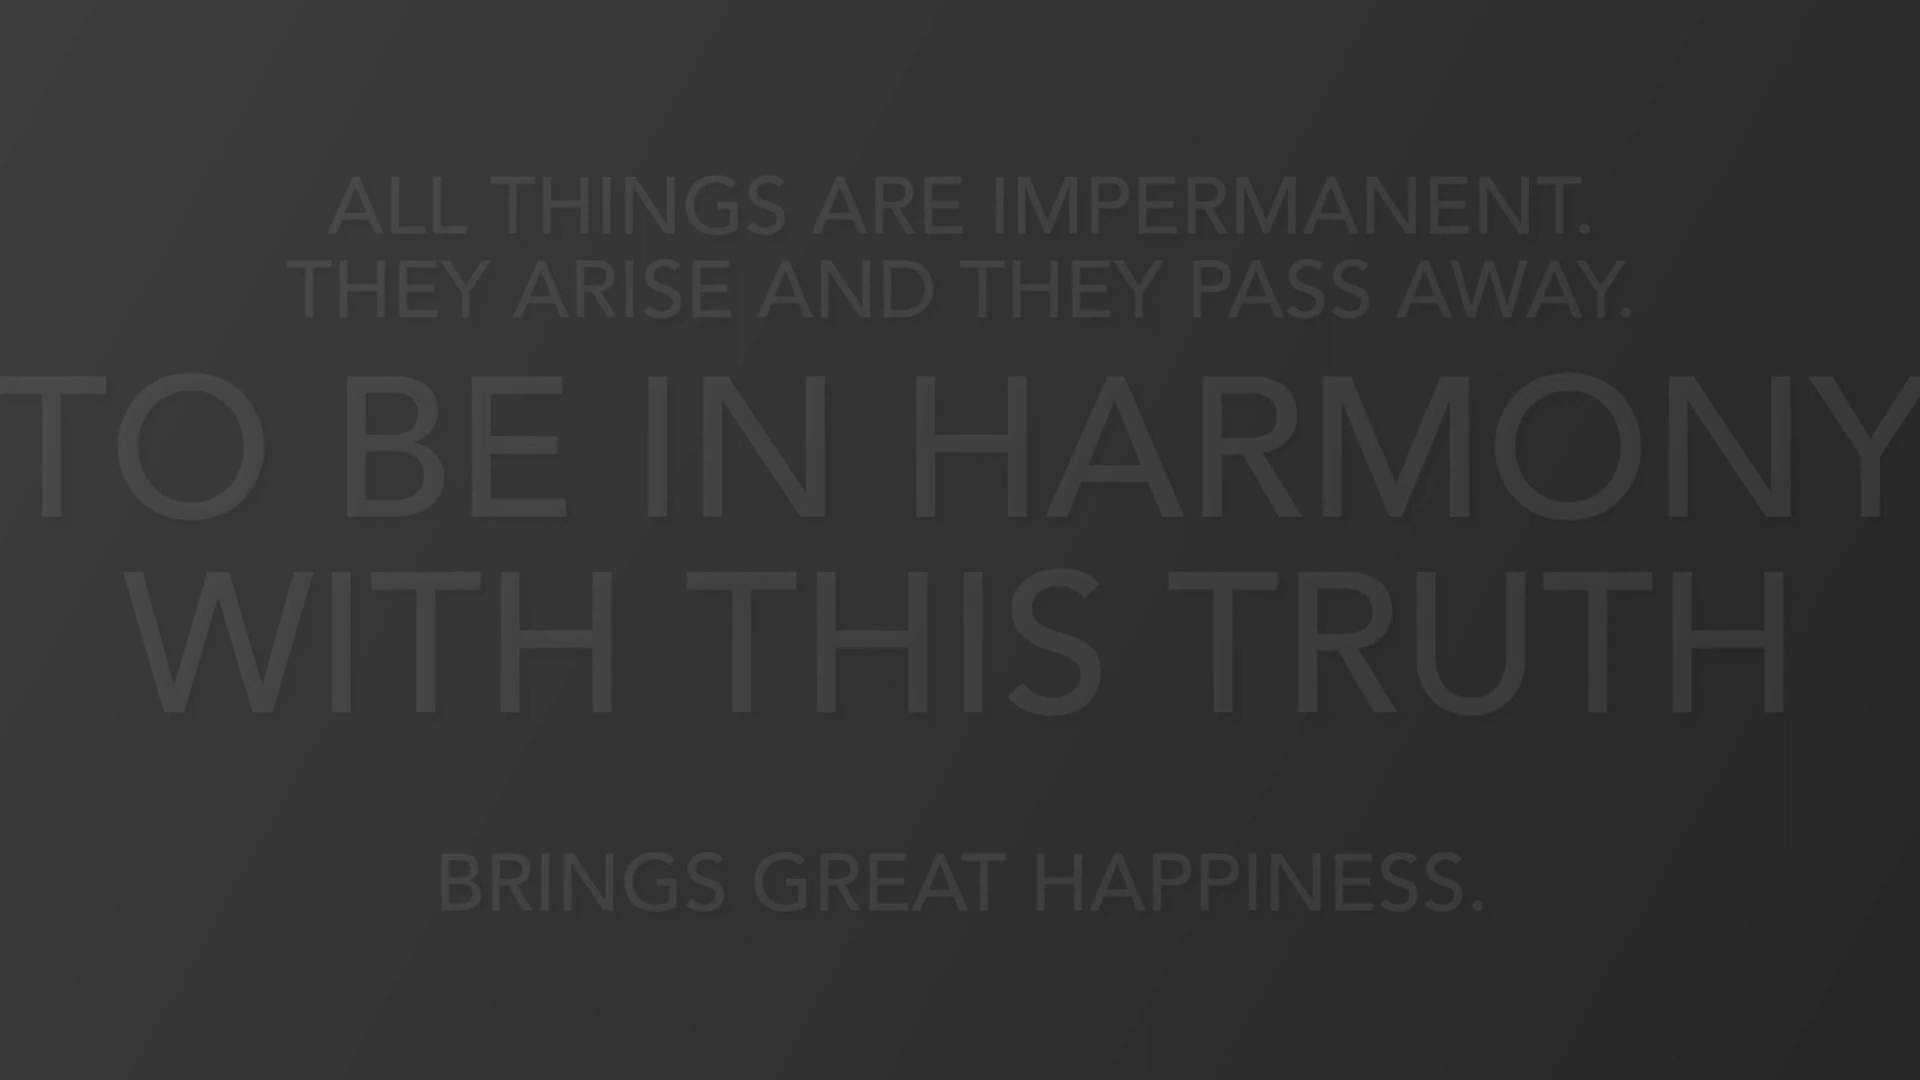 ALL THINGS ARE IMPERMANENT.
THEY ARISE AND THEY PASS AWAY.
TO BE IN HARMONY
WITH THIS TRUTH
BRINGS GREAT HAPPINESS.